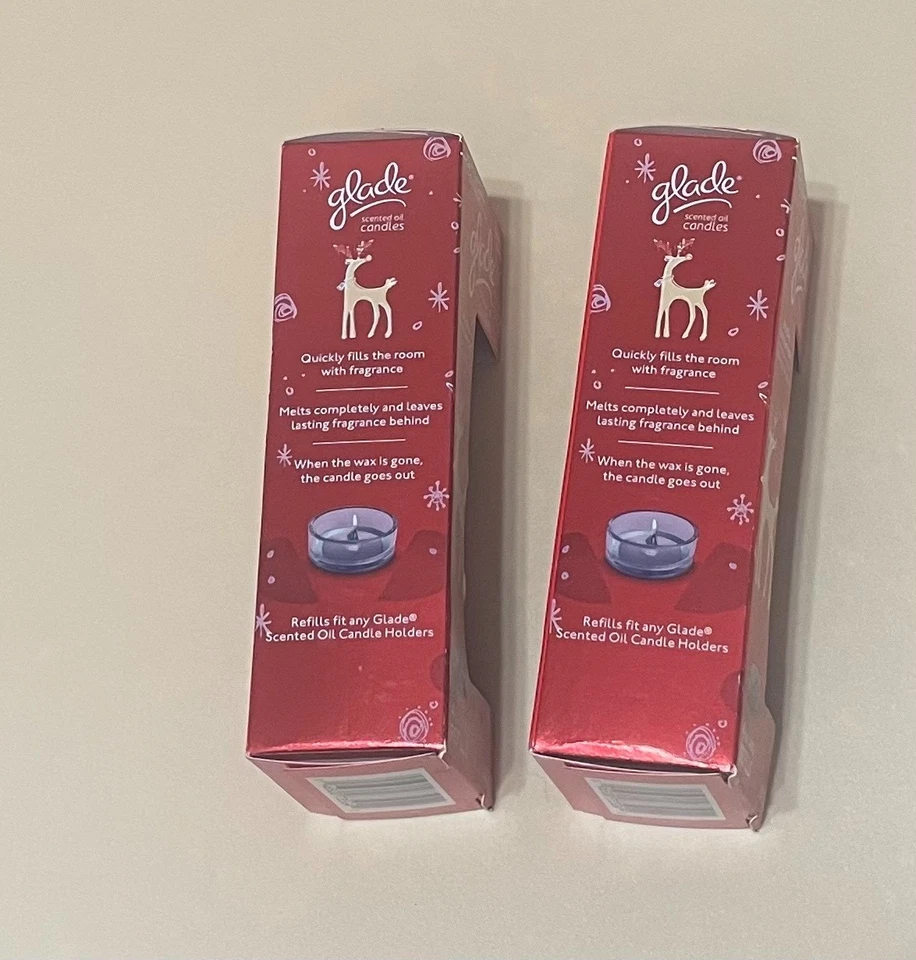 glade®
scented oil
candles
Quickly fills the room
with fragrance
Melts completely and leaves
lasting fragrance behind
When the wax is gone,
the candle goes out
Refills fit any Glade®
Scented Oil Candle Holders
glade
glade®
scented oil
candles
Quickly fills the room
with fragrance
Melts completely and leaves
lasting fragrance behind
When the wax is gone,
the candle goes out
Refills fit any Glade®
Scented Oil Candle Holders